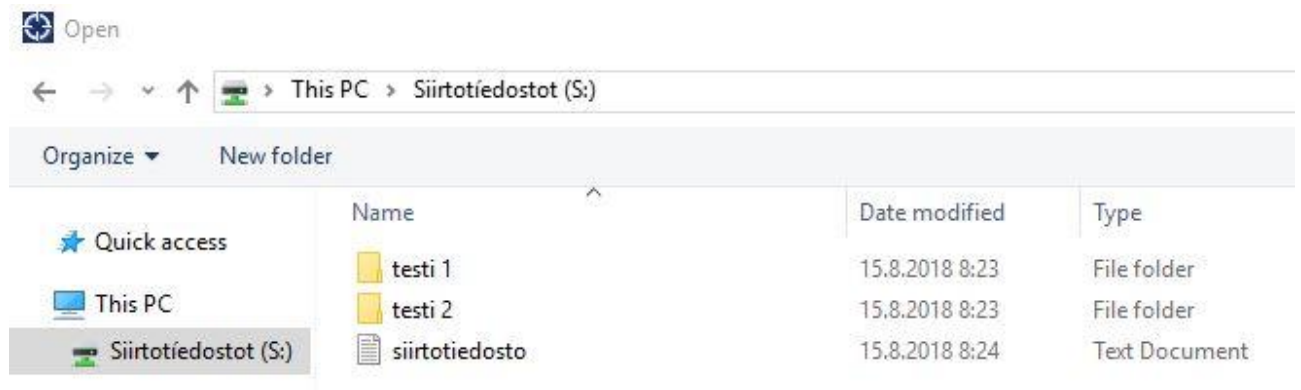 Open
This PC > Siirtotíedostot (S:)
Organize New folder
Name Date modified Type
Quick access
testi 1 15.8.2018 8:23 File folder
This PC
testi 2 15.8.2018 8:23 File folder
Siirtotíedostot (S:)
siirtotiedosto 15.8.2018 8:24 Text Document